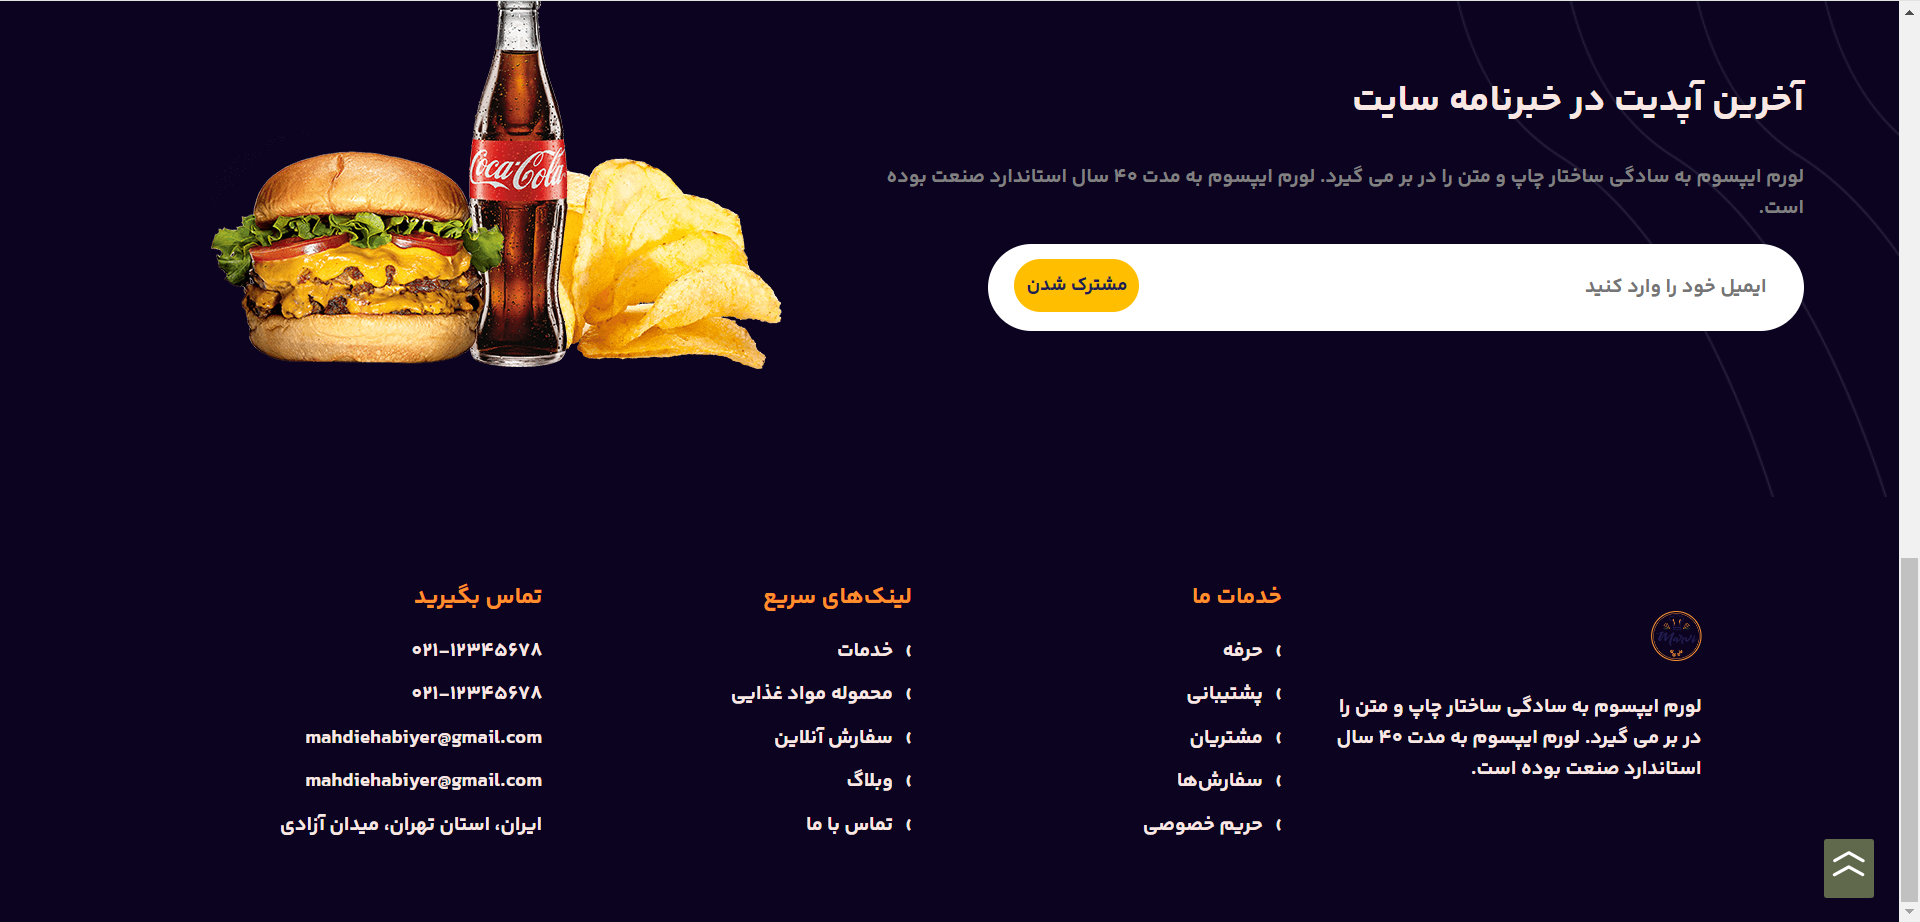 آخرین آپدیت در خبرنامه سایت
لورم ایپسوم به سادگی ساختار چاپ و متن را در بر می گیرد. لورم ایپسوم به مدت ۴۰ سال استاندارد صنعت بوده
است.
ایمیل خود را وارد کنید
مشترک شدن
Coca-Cola
لورم ایپسوم به سادگی ساختار چاپ و متن را
در بر می گیرد. لورم ایپسوم به مدت ۴۰ سال
استاندارد صنعت بوده است.
خدمات ما
حرفه
پشتیبانی
مشتریان
سفارش‌ها
حریم خصوصی
لینک‌های سریع
خدمات
محموله مواد غذایی
سفارش آنلاین
وبلاگ
تماس با ما
تماس بگیرید
۰۲۱-۱۲۳۴۵۶۷۸
۰۲۱-۱۲۳۴۵۶۷۸
mahdiehabiyer@gmail.com
mahdiehabiyer@gmail.com
ایران، استان تهران، میدان آزادی